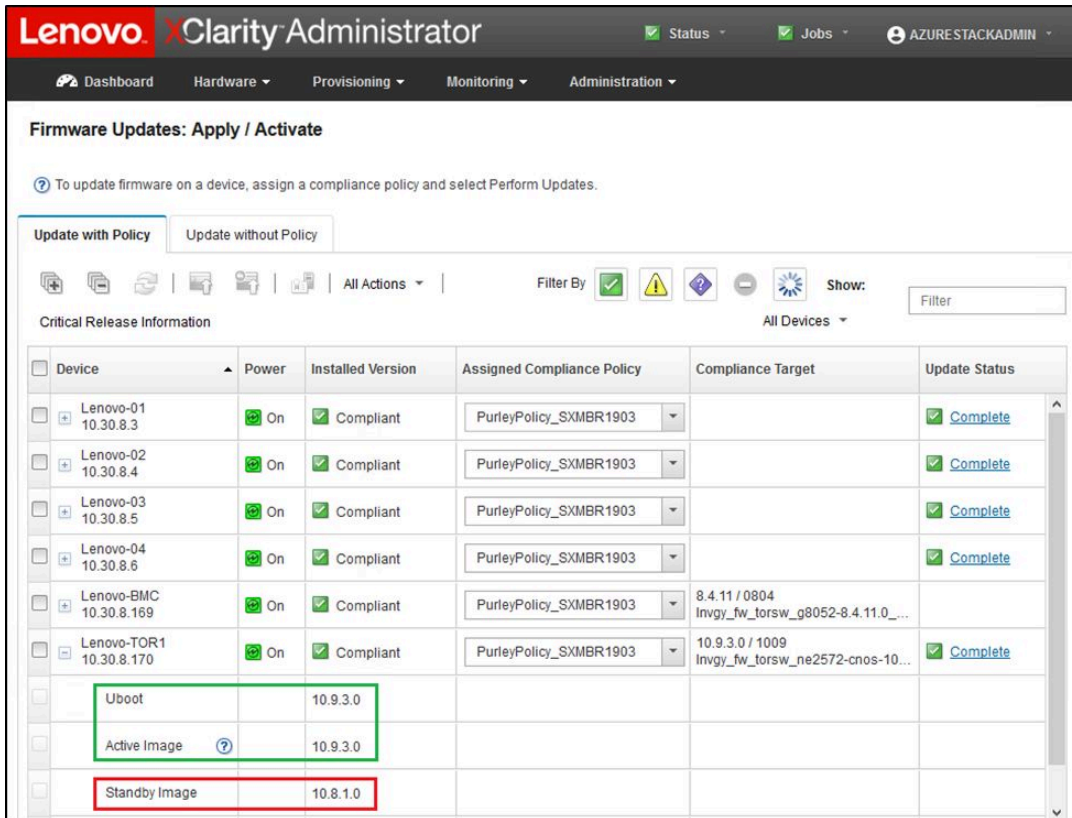 Lenovo. XClarity Administrator
Status
Jobs
AZURESTACKADMIN
Dashboard
Hardware
Provisioning
Monitoring
Administration
Firmware Updates: Apply / Activate
? To update firmware on a device, assign a compliance policy and select Perform Updates.
Update with Policy
Update without Policy
All Actions
Filter By
?
Show:
Filter
Critical Release Information
All Devices
Device
Power
Installed Version
Assigned Compliance Policy
Compliance Target
Update Status
Lenovo-01
10.30.8.3
On
Compliant
PurleyPolicy_SXMBR1903
Complete
Lenovo-02
10.30.8.4
On
Compliant
PurleyPolicy_SXMBR1903
Complete
Lenovo-03
10.30.8.5
On
Compliant
PurleyPolicy_SXMBR1903
Complete
Lenovo-04
10.30.8.6
On
Compliant
PurleyPolicy_SXMBR1903
Complete
Lenovo-BMC
10.30.8.169
On
Compliant
PurleyPolicy_SXMBR1903
8.4.11 / 0804
lnvgy_fw_torsw_g8052-8.4.11.0_...
Lenovo-TOR1
10.30.8.170
On
Compliant
PurleyPolicy_SXMBR1903
10.9.3.0 / 1009
lnvgy_fw_torsw_ne2572-cnos-10...
Complete
Uboot
10.9.3.0
Active Image ?
10.9.3.0
Standby Image
10.8.1.0